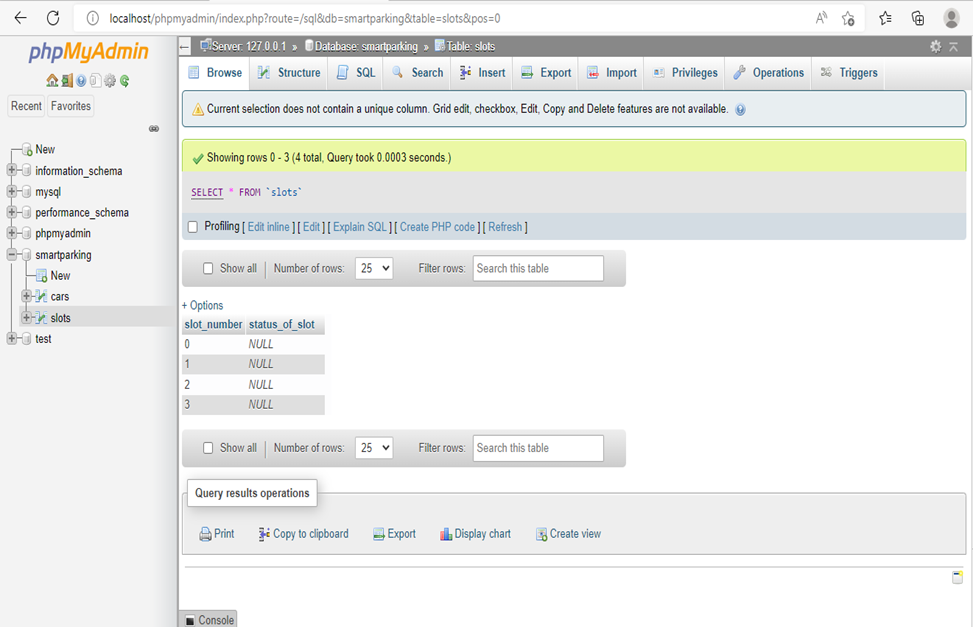 localhost/phpmyadmin/index.php?route=/sql&db=smartparking&table=slots&pos=0
phpMyAdmin
Recent Favorites
New
information_schema
mysql
performance_schema
phpmyadmin
smartparking
New
cars
slots
test
Server: 127.0.0.1 » Database: smartparking » Table: slots
Browse Structure SQL Search Insert Export Import Privileges Operations Triggers
Current selection does not contain a unique column. Grid edit, checkbox, Edit, Copy and Delete features are not available.
Showing rows 0 - 3 (4 total, Query took 0.0003 seconds.)
SELECT * FROM `slots`
Profiling [ Edit inline ] [ Edit ] [ Explain SQL ] [ Create PHP code ] [ Refresh ]
Show all | Number of rows: 25 Filter rows: Search this table
+ Options
slot_number status_of_slot
0 NULL
1 NULL
2 NULL
3 NULL
Show all | Number of rows: 25 Filter rows: Search this table
Query results operations
Print Copy to clipboard Export Display chart Create view
Console